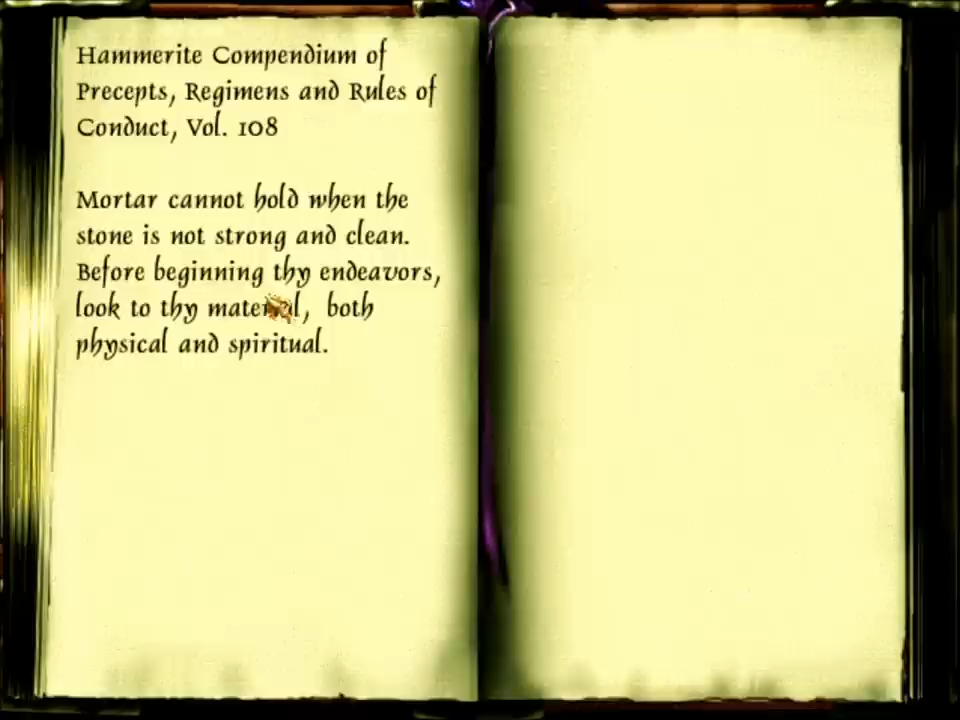 Hammerite Compendium of
Precepts, Regimens and Rules of
Conduct, Vol. 108
Mortar cannot hold when the
stone is not strong and clean.
Before beginning thy endeavors,
look to thy material, both
physical and spiritual.